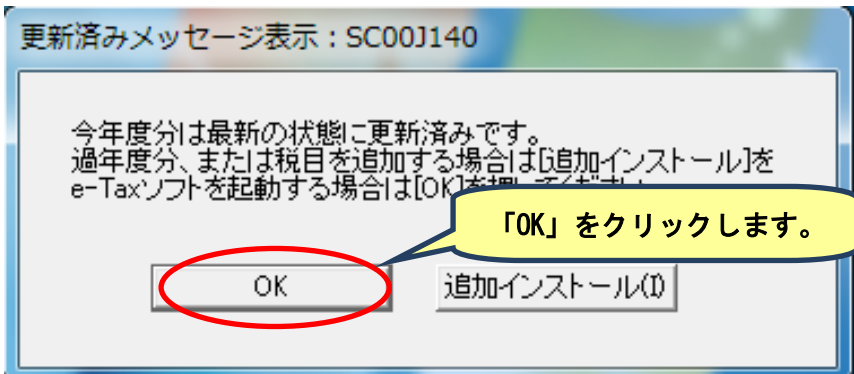 更新済みメッセージ表示：SC00J140
今年度分は最新の状態に更新済みです。
過年度分、または税目を追加する場合は[追加インストール]を
e-Taxソフトを起動する場合は[OK]
「OK」をクリックします。
OK
追加インストール(I)